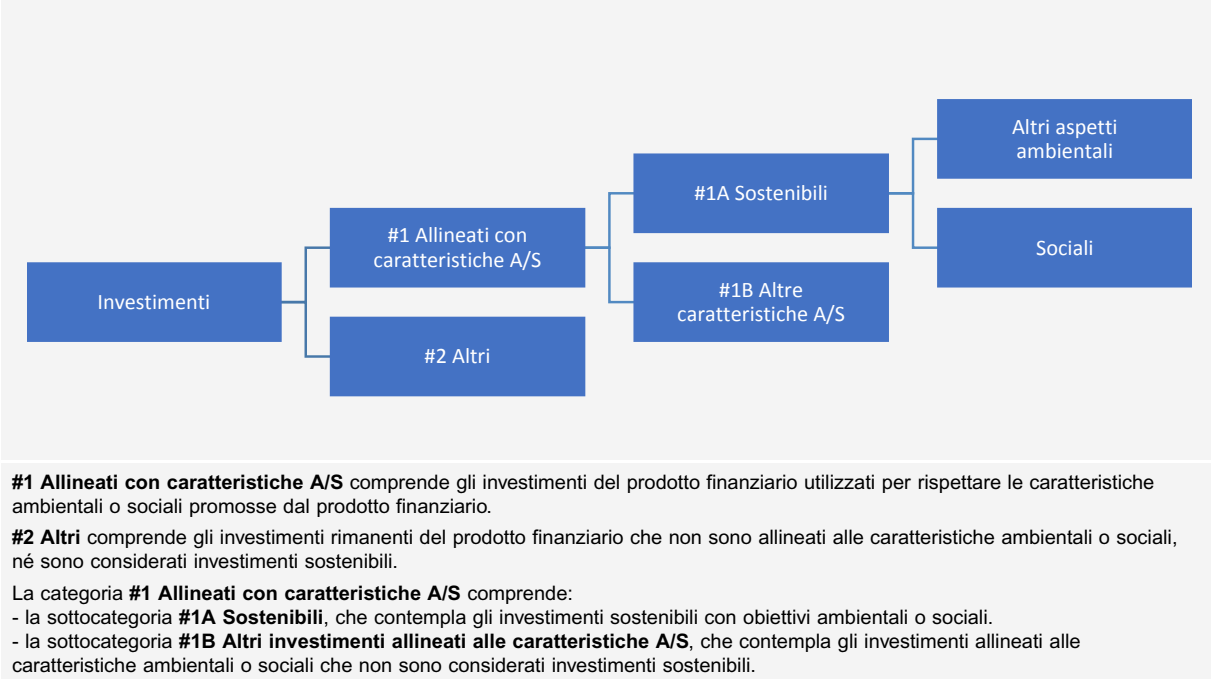 Altri aspetti
ambientali
#1A Sostenibili
#1 Allineati con
caratteristiche A/S
Sociali
Investimenti
#1B Altre
caratteristiche A/S
#2 Altri
#1 Allineati con caratteristiche A/S comprende gli investimenti del prodotto finanziario utilizzati per rispettare le caratteristiche
ambientali o sociali promosse dal prodotto finanziario.
#2 Altri comprende gli investimenti rimanenti del prodotto finanziario che non sono allineati alle caratteristiche ambientali o sociali,
né sono considerati investimenti sostenibili.
La categoria #1 Allineati con caratteristiche A/S comprende:
- la sottocategoria #1A Sostenibili, che contempla gli investimenti sostenibili con obiettivi ambientali o sociali.
- la sottocategoria #1B Altri investimenti allineati alle caratteristiche A/S, che contempla gli investimenti allineati alle
caratteristiche ambientali o sociali che non sono considerati investimenti sostenibili.